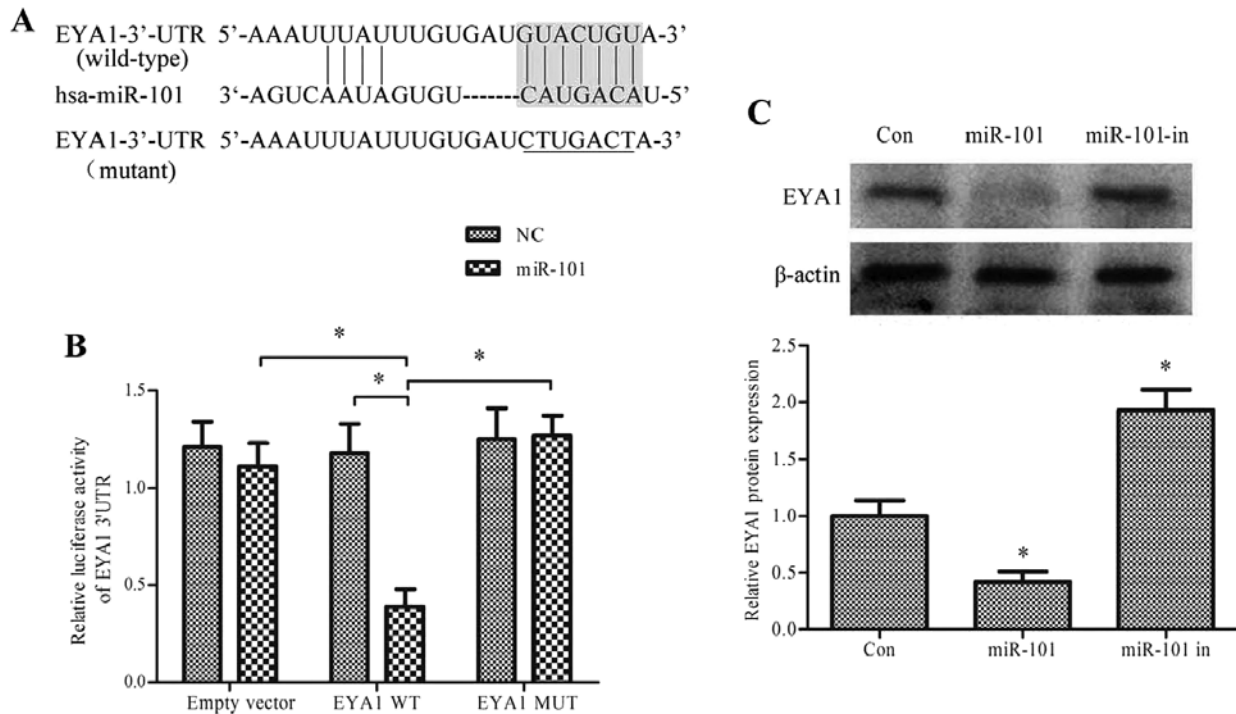 A
EYA1-3'-UTR 5'-AAAUUUAUUUGUGAUGUACUGUA-3'
(wild-type)
hsa-miR-101 3'-AGUCAAUAGUGU-------CAUGACAU-5'
EYA1-3'-UTR 5'-AAAUUUAUUUGUGAUCTUGACTA-3'
(mutant)
NC
miR-101
B
*
*
*
Relative luciferase activity
of EYA1 3'UTR
1.5
1.0
0.5
0.0
Empty vector EYA1 WT EYA1 MUT
C
Con miR-101 miR-101-in
EYA1
β-actin
Relative EYA1 protein expression
2.5
2.0
1.5
1.0
0.5
0.0
*
*
Con miR-101 miR-101 in